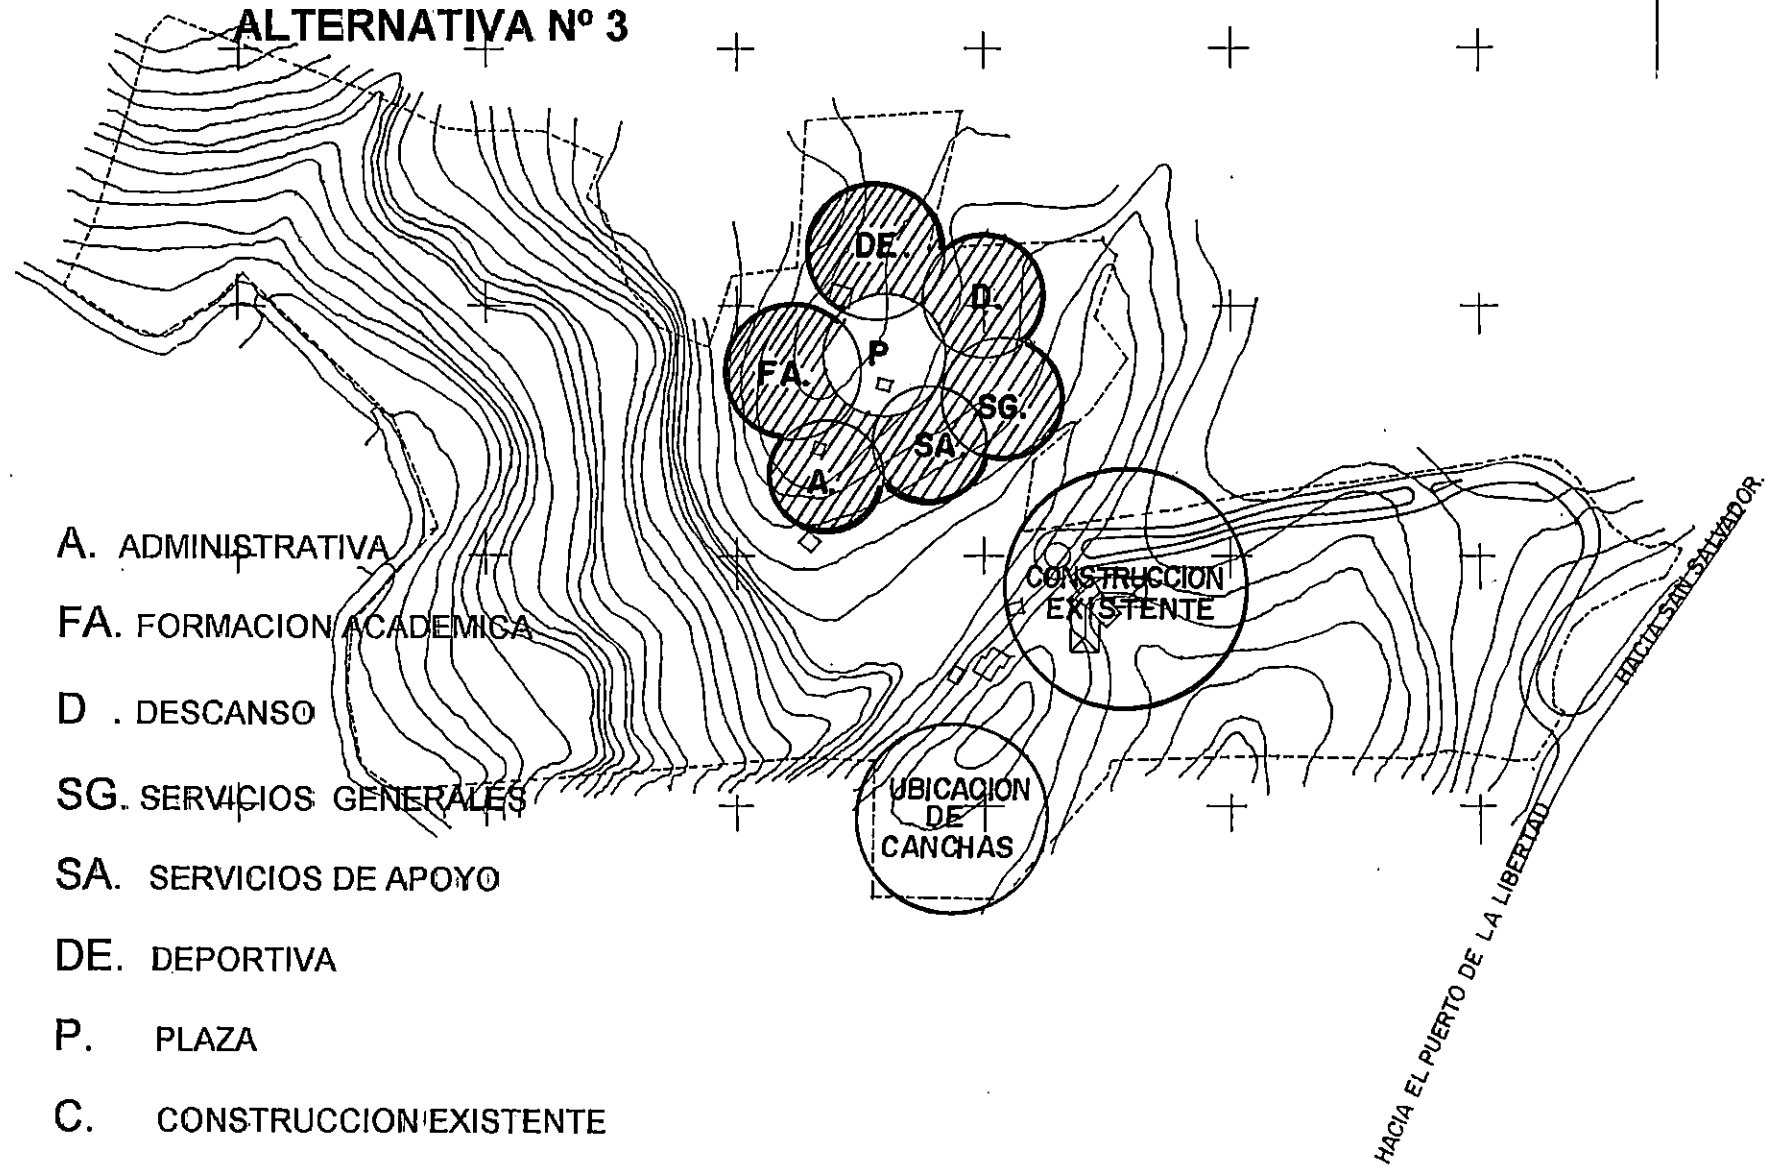 ALTERNATIVA Nº 3
DE.
D.
P
FA.
SG.
SA.
A.
A. ADMINISTRATIVA
FA. FORMACION ACADEMICA
D . DESCANSO
SG. SERVICIOS GENERALES
SA. SERVICIOS DE APOYO
DE. DEPORTIVA
P. PLAZA
C. CONSTRUCCION EXISTENTE
CONSTRUCCION
EXISTENTE
UBICACION
DE
CANCHAS
HACIA SAN SALVADOR.
HACIA EL PUERTO DE LA LIBERTAD